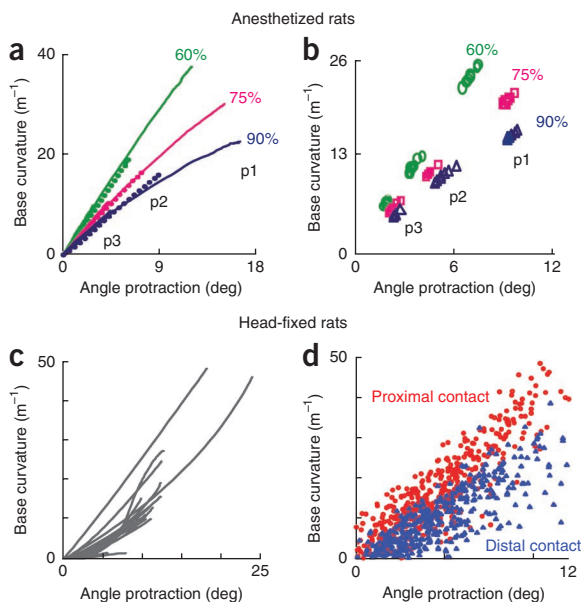 Anesthetized rats
a
Base curvature (m⁻¹)
40
20
0
0
9
18
Angle protraction (deg)
60%
75%
90%
p1
p2
p3
b
Base curvature (m⁻¹)
26
13
0
0
6
12
Angle protraction (deg)
60%
75%
90%
p1
p2
p3
Head-fixed rats
c
Base curvature (m⁻¹)
50
0
0
25
Angle protraction (deg)
d
Base curvature (m⁻¹)
50
0
0
12
Angle protraction (deg)
Proximal contact
Distal contact